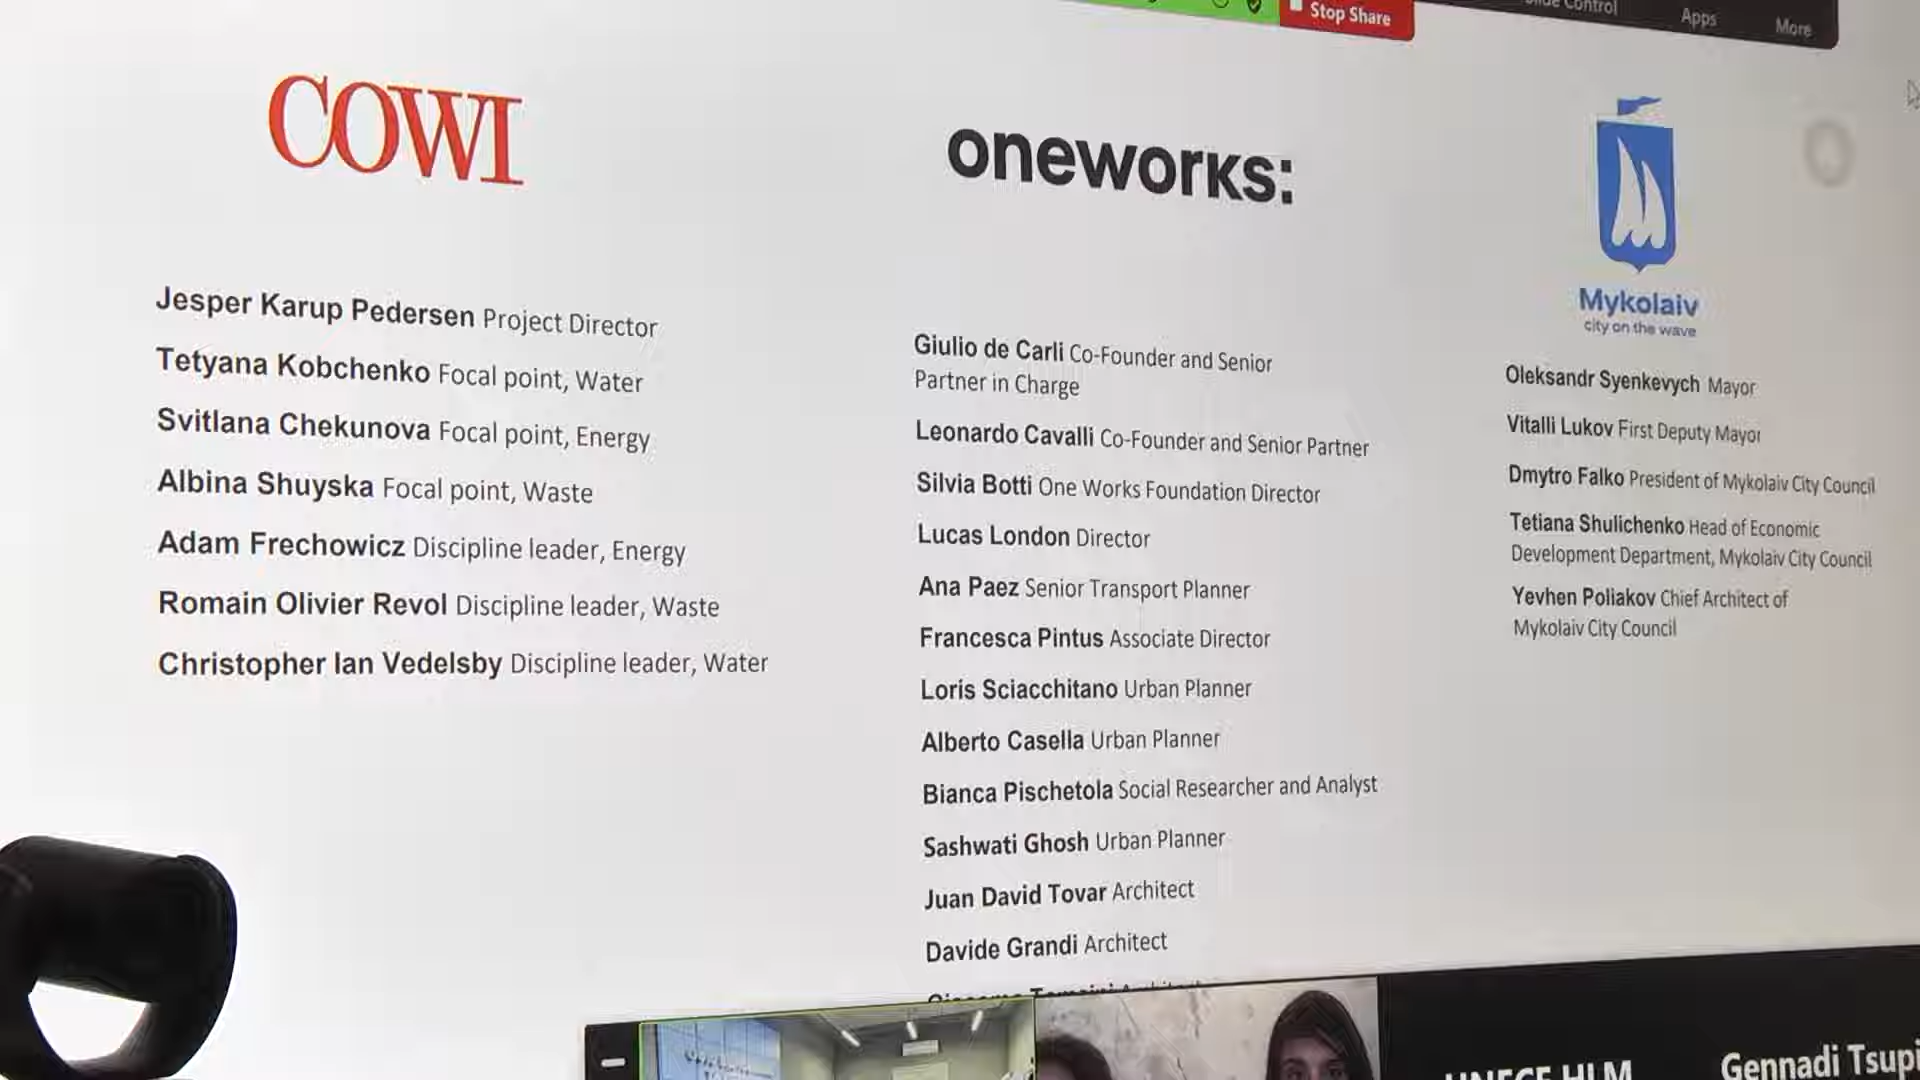 Stop Share
Control
Apps
More
COWI
Jesper Karup Pedersen Project Director
Tetyana Kobchenko Focal point, Water
Svitlana Chekunova Focal point, Energy
Albina Shuyska Focal point, Waste
Adam Frechowicz Discipline leader, Energy
Romain Olivier Revol Discipline leader, Waste
Christopher Ian Vedelsby Discipline leader, Water
oneworks:
Giulio de Carli Co-Founder and Senior
Partner in Charge
Leonardo Cavalli Co-Founder and Senior Partner
Silvia Botti One Works Foundation Director
Lucas London Director
Ana Paez Senior Transport Planner
Francesca Pintus Associate Director
Loris Sciacchitano Urban Planner
Alberto Casella Urban Planner
Bianca Pischetola Social Researcher and Analyst
Sashwati Ghosh Urban Planner
Juan David Tovar Architect
Davide Grandi Architect
Mykolaiv
city on the wave
Oleksandr Syenkevych Mayor
Vitalli Lukov First Deputy Mayor
Dmytro Falko President of Mykolaiv City Council
Tetiana Shulichenko Head of Economic
Development Department, Mykolaiv City Council
Yevhen Poliakov Chief Architect of
Mykolaiv City Council
UNECE HLM
Gennadi Tsupi